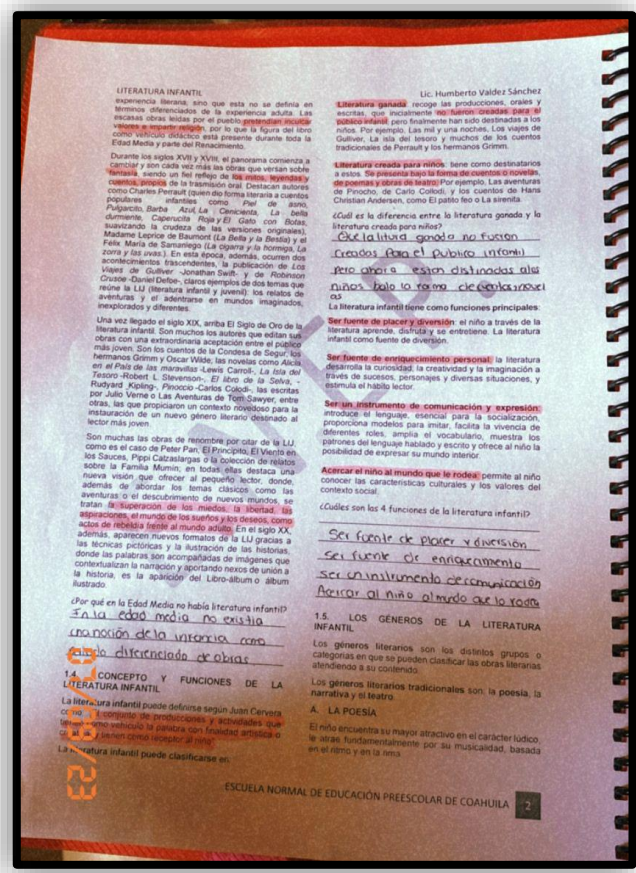 LITERATURA INFANTIL
experiencia literaria, sino que esta no se definía en
términos diferenciados de la experiencia adulta. Las
escasas obras leídas por el pueblo pretendían inculcar
valores e impartir religión, por lo que la figura del libro
como vehículo didáctico está presente durante toda la
Edad Media y parte del Renacimiento.
Durante los siglos XVII y XVIII, el panorama comienza a
cambiar y son cada vez más las obras que versan sobre
fantasía, siendo un fiel reflejo de los mitos, leyendas y
cuentos, propios de la trasmisión oral. Destacan autores
como Charles Perrault (quien dio forma literaria a cuentos
populares infantiles como Piel de asno,
Pulgarcito, Barba Azul, La Cenicienta, La bella
durmiente, Caperucita Roja y El Gato con Botas,
suavizando la crudeza de las versiones originales),
Madame Leprice de Baumont (La Bella y la Bestia) y el
Félix María de Samaniego (La cigarra y la hormiga, La
zorra y las uvas.). En esta época, además, ocurren dos
acontecimientos trascendentes, la publicación de Los
Viajes de Gulliver -Jonathan Swift- y de Robinson
Crusoe -Daniel Defoe-, claros ejemplos de dos temas que
reúne la LIJ (literatura infantil y juvenil): los relatos de
aventuras y el adentrarse en mundos imaginados,
inexplorados y diferentes.
Una vez llegado el siglo XIX, arriba El Siglo de Oro de la
literatura infantil. Son muchos los autores que editan sus
obras con una extraordinaria aceptación entre el público
más joven. Son los cuentos de la Condesa de Segur, los
hermanos Grimm y Oscar Wilde, las novelas como Alicia
en el País de las maravillas -Lewis Carroll-, La Isla del
Tesoro -Robert L. Stevenson-, El libro de la Selva, -
Rudyard Kipling-, Pinocho -Carlos Colodi-, las escritas
por Julio Verne o Las Aventuras de Tom Sawyer, entre
otras, las que propiciaron un contexto novedoso para la
instauración de un nuevo género literario destinado al
lector más joven.
Son muchas las obras de renombre por citar de la LIJ,
como es el caso de Peter Pan, El Principito, El Viento en
los Sauces, Pippi Calzaslargas o la colección de relatos
sobre la Familia Mumin; en todas ellas destaca una
nueva visión que ofrecer al pequeño lector, donde,
además de abordar los temas clásicos como las
aventuras o el descubrimiento de nuevos mundos, se
tratan la superación de los miedos, la libertad, las
aspiraciones, el mundo de los sueños y los deseos, como
actos de rebeldía frente al mundo adulto. En el siglo XX,
además, aparecen nuevos formatos de la LIJ gracias a
las técnicas pictóricas y la ilustración de las historias,
donde las palabras son acompañadas de imágenes que
contextualizan la narración y aportando nexos de unión a
la historia, es la aparición del Libro-álbum o álbum
ilustrado.
¿Por qué en la Edad Media no había literatura infantil?
En la edad media no existia
una noción de la infancia como
periodo diferenciado de obras
1.4. CONCEPTO Y FUNCIONES DE LA
LITERATURA INFANTIL
La literatura infantil puede definirse según Juan Cervera
como: el conjunto de producciones y actividades que
tienen como vehículo la palabra con finalidad artística o
creativa y tienen como receptor al niño.
La literatura infantil puede clasificarse en:
Lic. Humberto Valdez Sánchez
Literatura ganada: recoge las producciones, orales y
escritas, que inicialmente no fueron creadas para el
público infantil, pero finalmente han sido destinadas a los
niños. Por ejemplo, Las mil y una noches, Los viajes de
Gulliver, La isla del tesoro y muchos de los cuentos
tradicionales de Perrault y los hermanos Grimm.
Literatura creada para niños: tiene como destinatarios
a estos. Se presenta bajo la forma de cuentos o novelas,
de poemas y obras de teatro. Por ejemplo, Las aventuras
de Pinocho, de Carlo Collodi, y los cuentos de Hans
Christian Andersen, como El patito feo o La sirenita.
¿Cuál es la diferencia entre la literatura ganada y la
literatura creada para niños?
Que la litura ganada no fucron
creadas para el publico infantil
pero ahora estan distinadas alas
niños bajo la rama de cuentos inovel
as
La literatura infantil tiene como funciones principales:
Ser fuente de placer y diversión: el niño a través de la
literatura aprende, disfruta y se entretiene. La literatura
infantil como fuente de diversión.
Ser fuente de enriquecimiento personal: la literatura
desarrolla la curiosidad, la creatividad y la imaginación a
través de sucesos, personajes y diversas situaciones, y
estimula el hábito lector.
Ser un instrumento de comunicación y expresión:
introduce el lenguaje, esencial para la socialización,
proporciona modelos para imitar, facilita la vivencia de
diferentes roles, amplia el vocabulario, muestra los
patrones del lenguaje hablado y escrito y ofrece al niño la
posibilidad de expresar su mundo interior.
Acercar el niño al mundo que le rodea: permite al niño
conocer las características culturales y los valores del
contexto social.
¿Cuáles son las 4 funciones de la literatura infantil?
Ser fuente de placer y diversión
Ser fuente de enriquecimento
Ser un instrumento de comunicación
Acercar al niño al mundo que lo rodea
1.5. LOS GÉNEROS DE LA LITERATURA
INFANTIL
Los géneros literarios son los distintos grupos o
categorías en que se pueden clasificar las obras literarias
atendiendo a su contenido.
Los géneros literarios tradicionales son: la poesía, la
narrativa y el teatro.
A. LA POESÍA
El niño encuentra su mayor atractivo en el carácter lúdico,
le atrae fundamentalmente por su musicalidad, basada
en el ritmo y en la rima.
ESCUELA NORMAL DE EDUCACIÓN PREESCOLAR DE COAHUILA 2